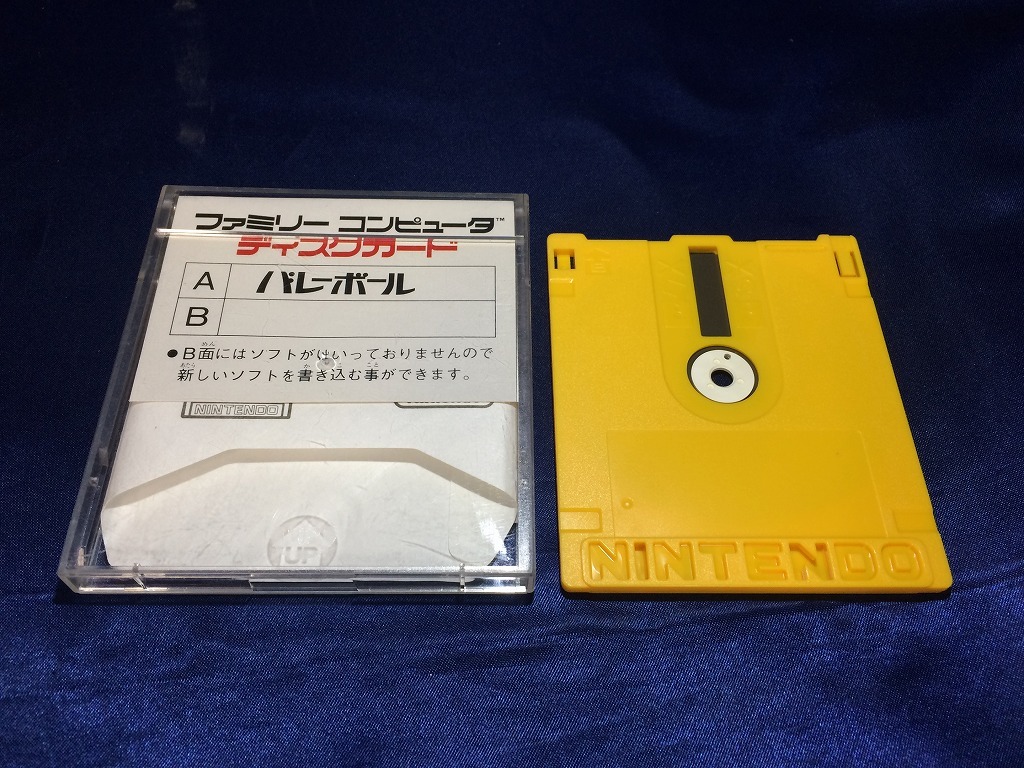 ファミリー コンピュータ™
ディスクカード
A バレーボール
B
●B面にはソフトがはいっておりませんので
新しいソフトを書き込む事ができます。
NINTENDO
UP
NINTENDO